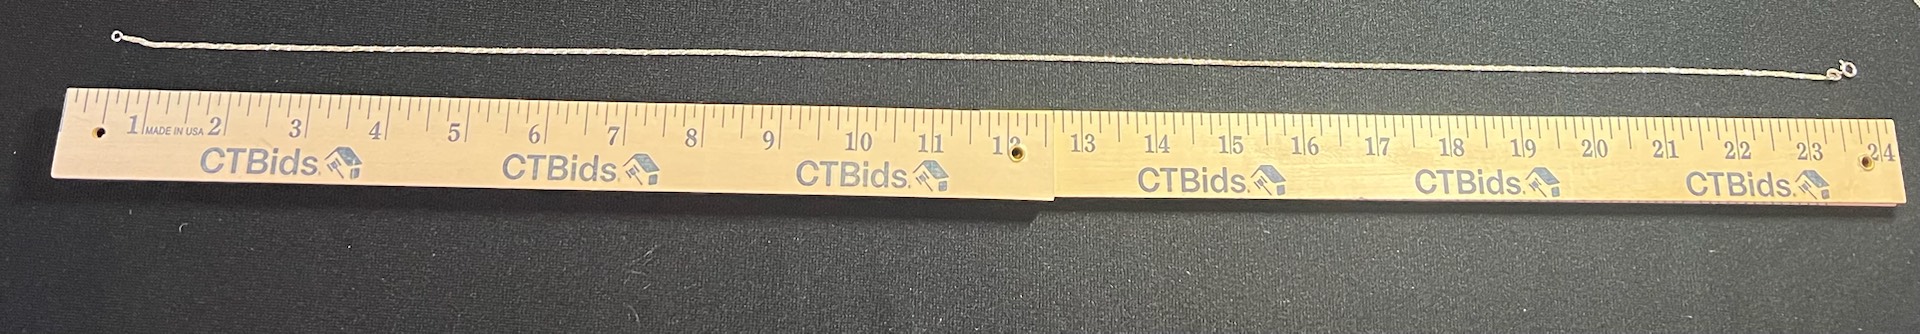 1 MADE IN USA 2 3 4 5 6 7 8 9 10 11 12 13 14 15 16 17 18 19 20 21 22 23 24
CTBids. CTBids. CTBids. CTBids. CTBids. CTBids.